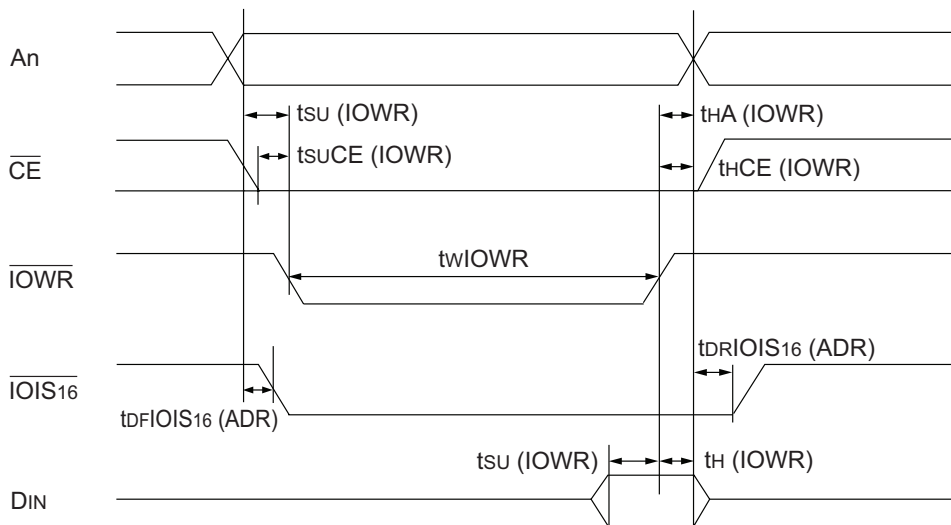 An
tsu (IOWR)
tHA (IOWR)
tsuCE (IOWR)
CE
tHCE (IOWR)
twIOWR
IOWR
tDRIOIS16 (ADR)
IOIS16
tDFIOIS16 (ADR)
tsu (IOWR)
tH (IOWR)
DIN